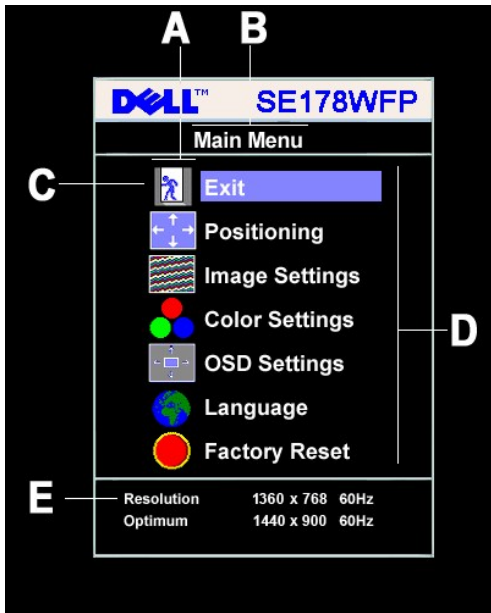 A B
DELL™ SE178WFP
Main Menu
C Exit
Positioning
Image Settings
Color Settings
D
OSD Settings
Language
Factory Reset
E Resolution 1360 x 768 60Hz
Optimum 1440 x 900 60Hz